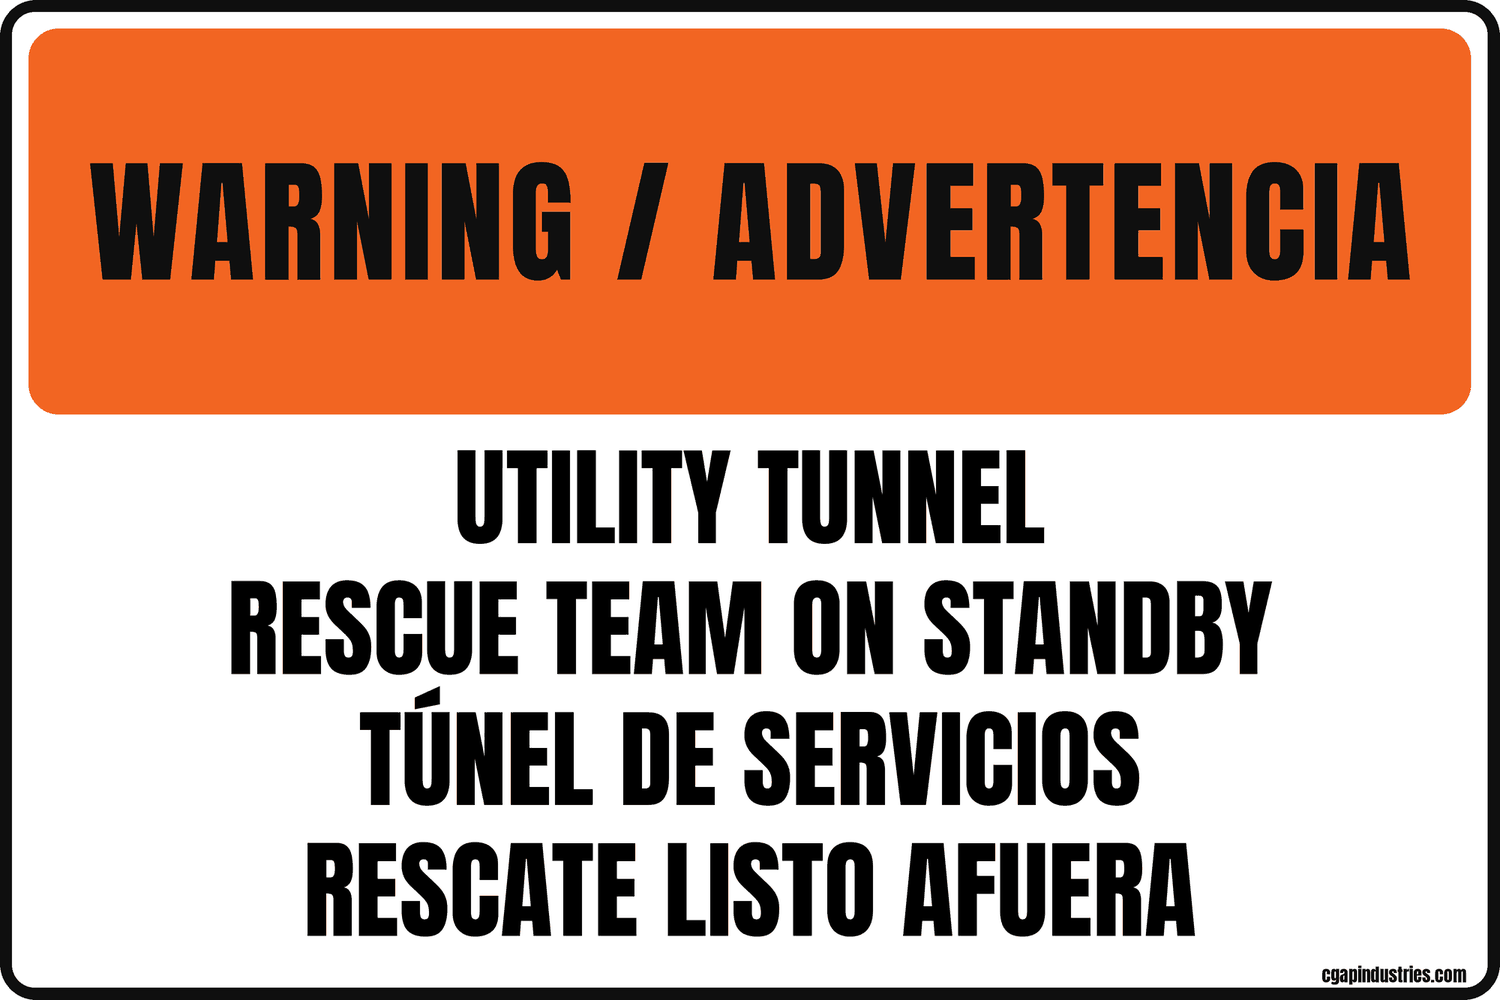 WARNING / ADVERTENCIA
UTILITY TUNNEL
RESCUE TEAM ON STANDBY
TÚNEL DE SERVICIOS
RESCATE LISTO AFUERA
cgapindustries.com